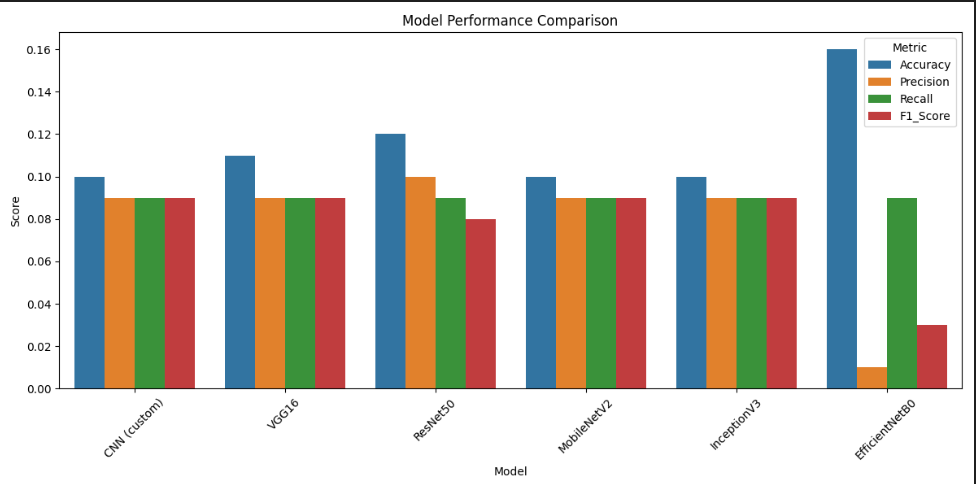 Model Performance Comparison
Metric
Accuracy
Precision
Recall
F1_Score
Score
0.16
0.14
0.12
0.10
0.08
0.06
0.04
0.02
0.00
CNN (custom)
VGG16
ResNet50
MobileNetV2
InceptionV3
EfficientNetB0
Model